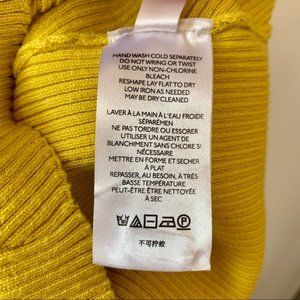 HAND WASH COLD SEPARATELY
DO NOT WRING OR TWIST
USE ONLY NON-CHLORINE
BLEACH
RESHAPE LAY FLAT TO DRY
LOW IRON AS NEEDED
MAY BE DRY CLEANED
LAVER À LA MAIN À L'EAU FROIDE
SÉPARÉMEN
NE PAS TORDRE OU ESSORER
UTILISER UN AGENT DE
BLANCHIMENT SANS CHLORE SI
NÉCESSAIRE
METTRE EN FORME ET SECHER
À PLAT
REPASSER, AU BESOIN, À TRÈS
BASSE TEMPÉRATURE
PEUT-ÊTRE ÊTRE NETTOYÉ
À SEC
P
不可拧绞